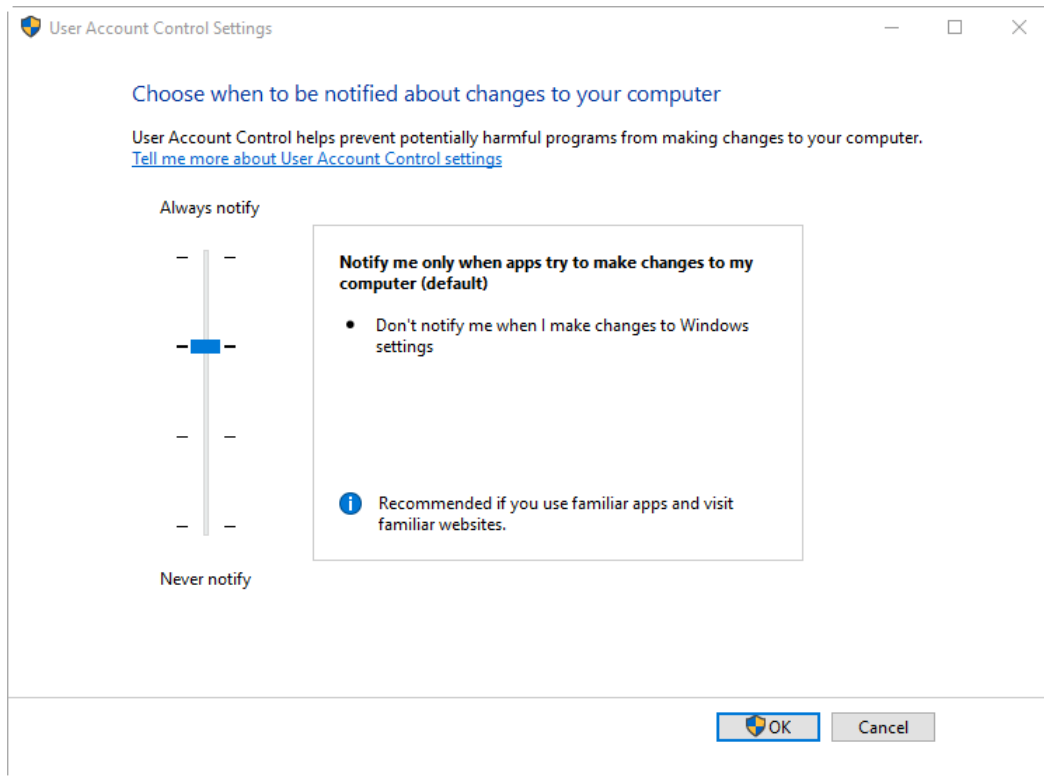 User Account Control Settings
Choose when to be notified about changes to your computer
User Account Control helps prevent potentially harmful programs from making changes to your computer.
Tell me more about User Account Control settings
Always notify
Notify me only when apps try to make changes to my
computer (default)
• Don't notify me when I make changes to Windows
settings
Recommended if you use familiar apps and visit
familiar websites.
Never notify
OK
Cancel